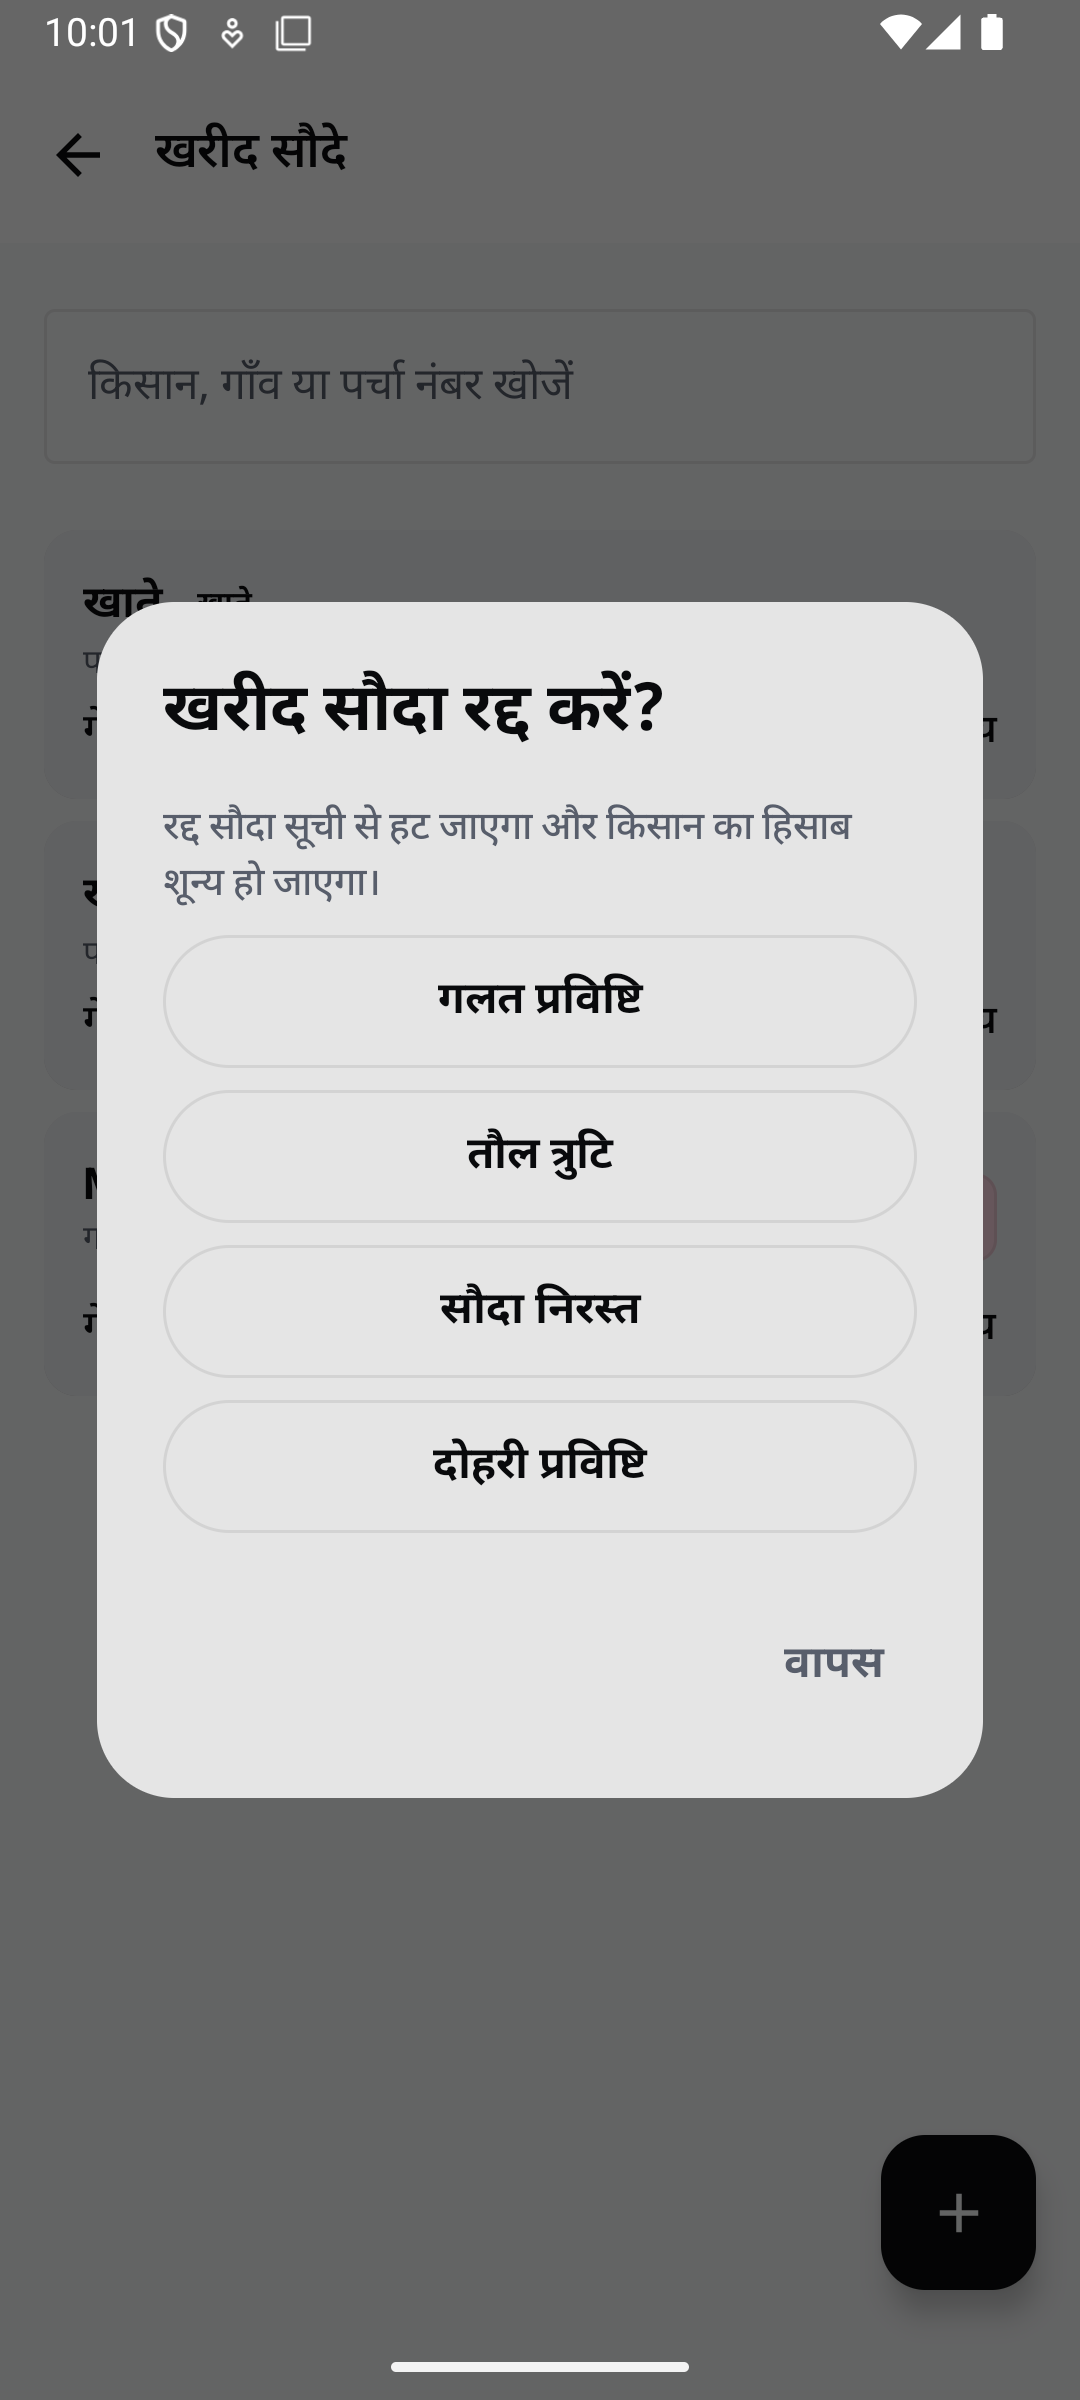 10:01
खरीद सौदे
किसान, गाँव या पर्चा नंबर खोजें
खरीद सौदा रद्द करें?
रद्द सौदा सूची से हट जाएगा और किसान का हिसाब
शून्य हो जाएगा।
गलत प्रविष्टि
तौल त्रुटि
सौदा निरस्त
दोहरी प्रविष्टि
वापस